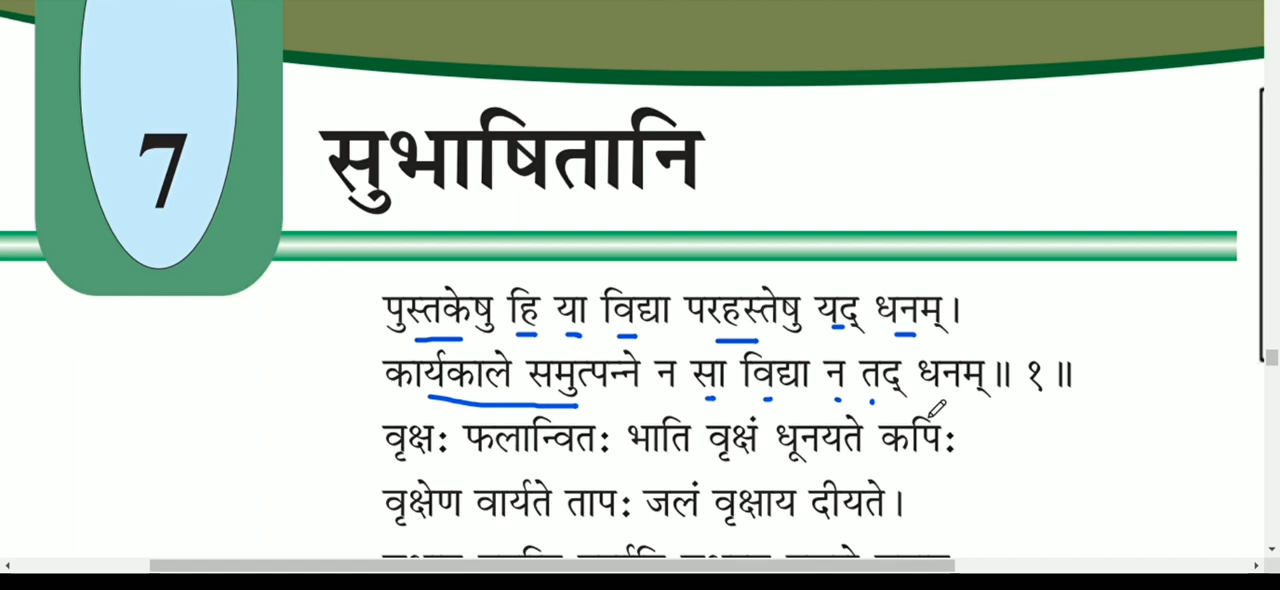 7
सुभाषितानि
पुस्तकेषु हि या विद्या परहस्तेषु यद् धनम्।
कार्यकाले समुत्पन्ने न सा विद्या न तद् धनम्॥ १ ॥
वृक्षः फलान्वितः भाति वृक्षं धूनयते कपिः
वृक्षेण वार्यते तापः जलं वृक्षाय दीयते।